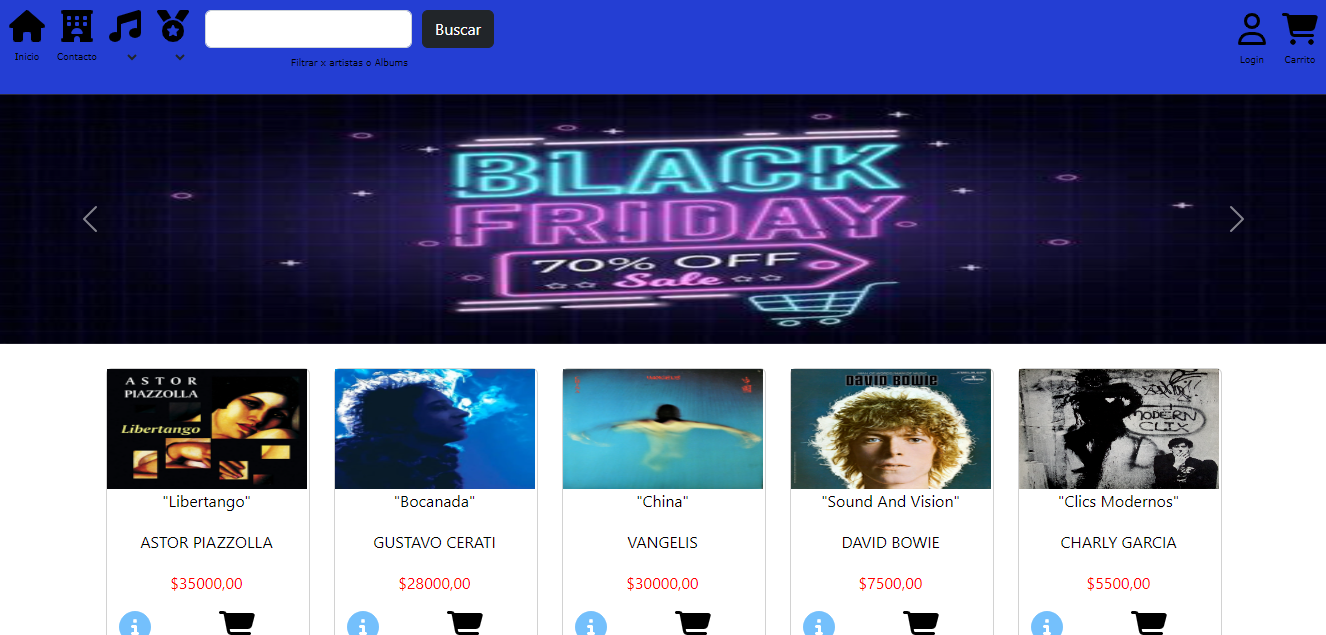 Inicio
Contacto
Buscar
Filtrar x artistas o Albums
Login
Carrito
BLACK
FRIDAY
70% OFF
Sale
ASTOR
PIAZZOLLA
Libertango
DAVID BOWIE
MODERN
CLIX
"Libertango"
"Bocanada"
"China"
"Sound And Vision"
"Clics Modernos"
ASTOR PIAZZOLLA
GUSTAVO CERATI
VANGELIS
DAVID BOWIE
CHARLY GARCIA
$35000,00
$28000,00
$30000,00
$7500,00
$5500,00